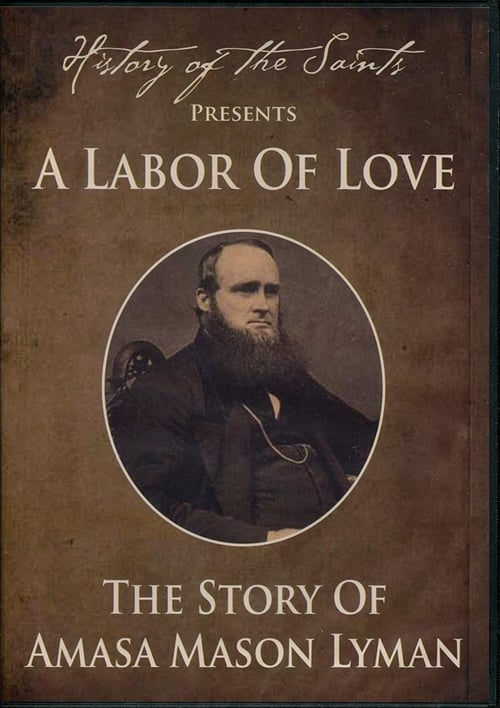 History of the Saints
PRESENTS
A LABOR OF LOVE
THE STORY OF
AMASA MASON LYMAN